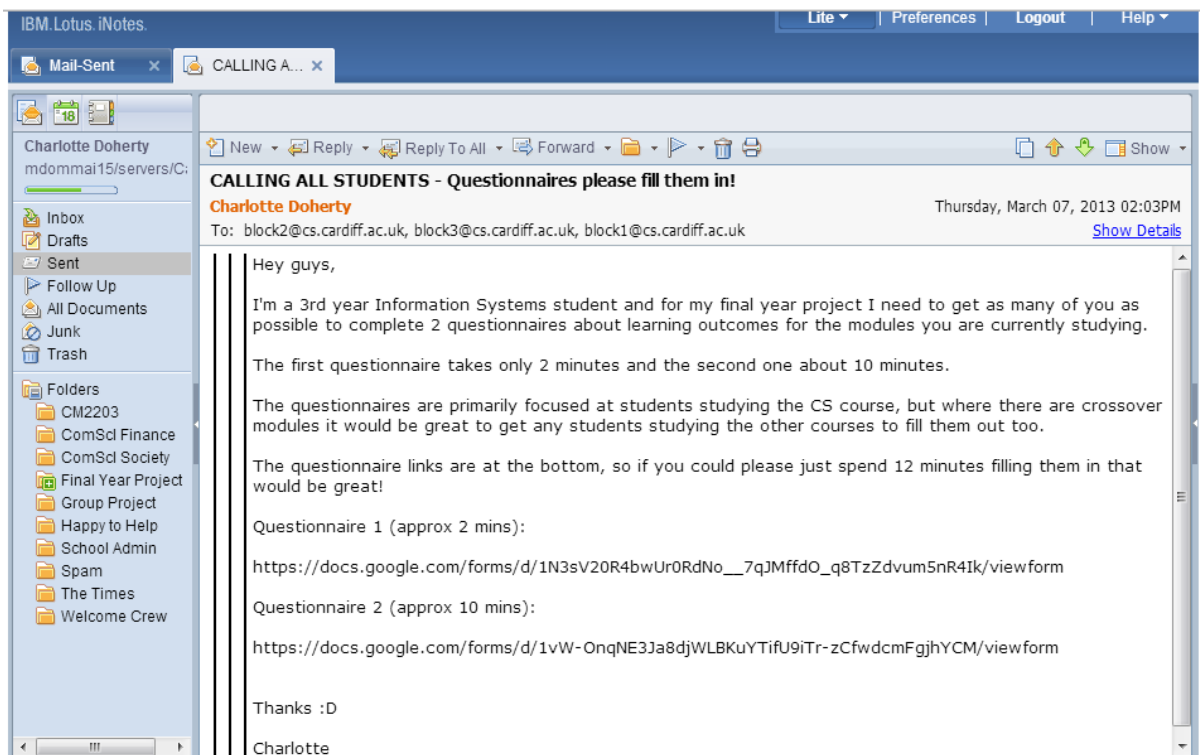 IBM.Lotus.iNotes.
Lite | Preferences | Logout | Help
Mail-Sent x CALLING A... x
18
Charlotte Doherty
mdommai15/servers/C
Inbox
Drafts
Sent
Follow Up
All Documents
Junk
Trash
Folders
CM2203
ComScI Finance
ComScI Society
Final Year Project
Group Project
Happy to Help
School Admin
Spam
The Times
Welcome Crew
New Reply Reply To All Forward Show
CALLING ALL STUDENTS - Questionnaires please fill them in!
Charlotte Doherty Thursday, March 07, 2013 02:03PM
To: block2@cs.cardiff.ac.uk, block3@cs.cardiff.ac.uk, block1@cs.cardiff.ac.uk Show Details
Hey guys,
I'm a 3rd year Information Systems student and for my final year project I need to get as many of you as
possible to complete 2 questionnaires about learning outcomes for the modules you are currently studying.
The first questionnaire takes only 2 minutes and the second one about 10 minutes.
The questionnaires are primarily focused at students studying the CS course, but where there are crossover
modules it would be great to get any students studying the other courses to fill them out too.
The questionnaire links are at the bottom, so if you could please just spend 12 minutes filling them in that
would be great!
Questionnaire 1 (approx 2 mins):
https://docs.google.com/forms/d/1N3sV20R4bwUr0RdNo__7qJMffdO_q8TzZdvum5nR4Ik/viewform
Questionnaire 2 (approx 10 mins):
https://docs.google.com/forms/d/1vW-OnqNE3Ja8djWLBKuYTifU9iTr-zCfwdcmFgjhYCM/viewform
Thanks :D
Charlotte